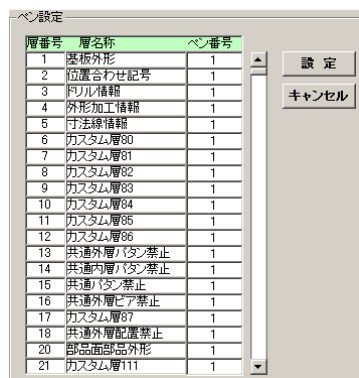 ペン設定
層番号 層名称 ペン番号
1 基板外形 1
2 位置合わせ記号 1
3 ドリル情報 1
4 外形加工情報 1
5 寸法線情報 1
6 カスタム層80 1
7 カスタム層81 1
8 カスタム層82 1
9 カスタム層83 1
10 カスタム層84 1
11 カスタム層85 1
12 カスタム層86 1
13 共通外層パタン禁止 1
14 共通内層パタン禁止 1
15 共通パタン禁止 1
16 共通外層ビア禁止 1
17 カスタム層87 1
18 共通外層配置禁止 1
20 部品面部品外形 1
21 カスタム層111 1
設 定
キャンセル